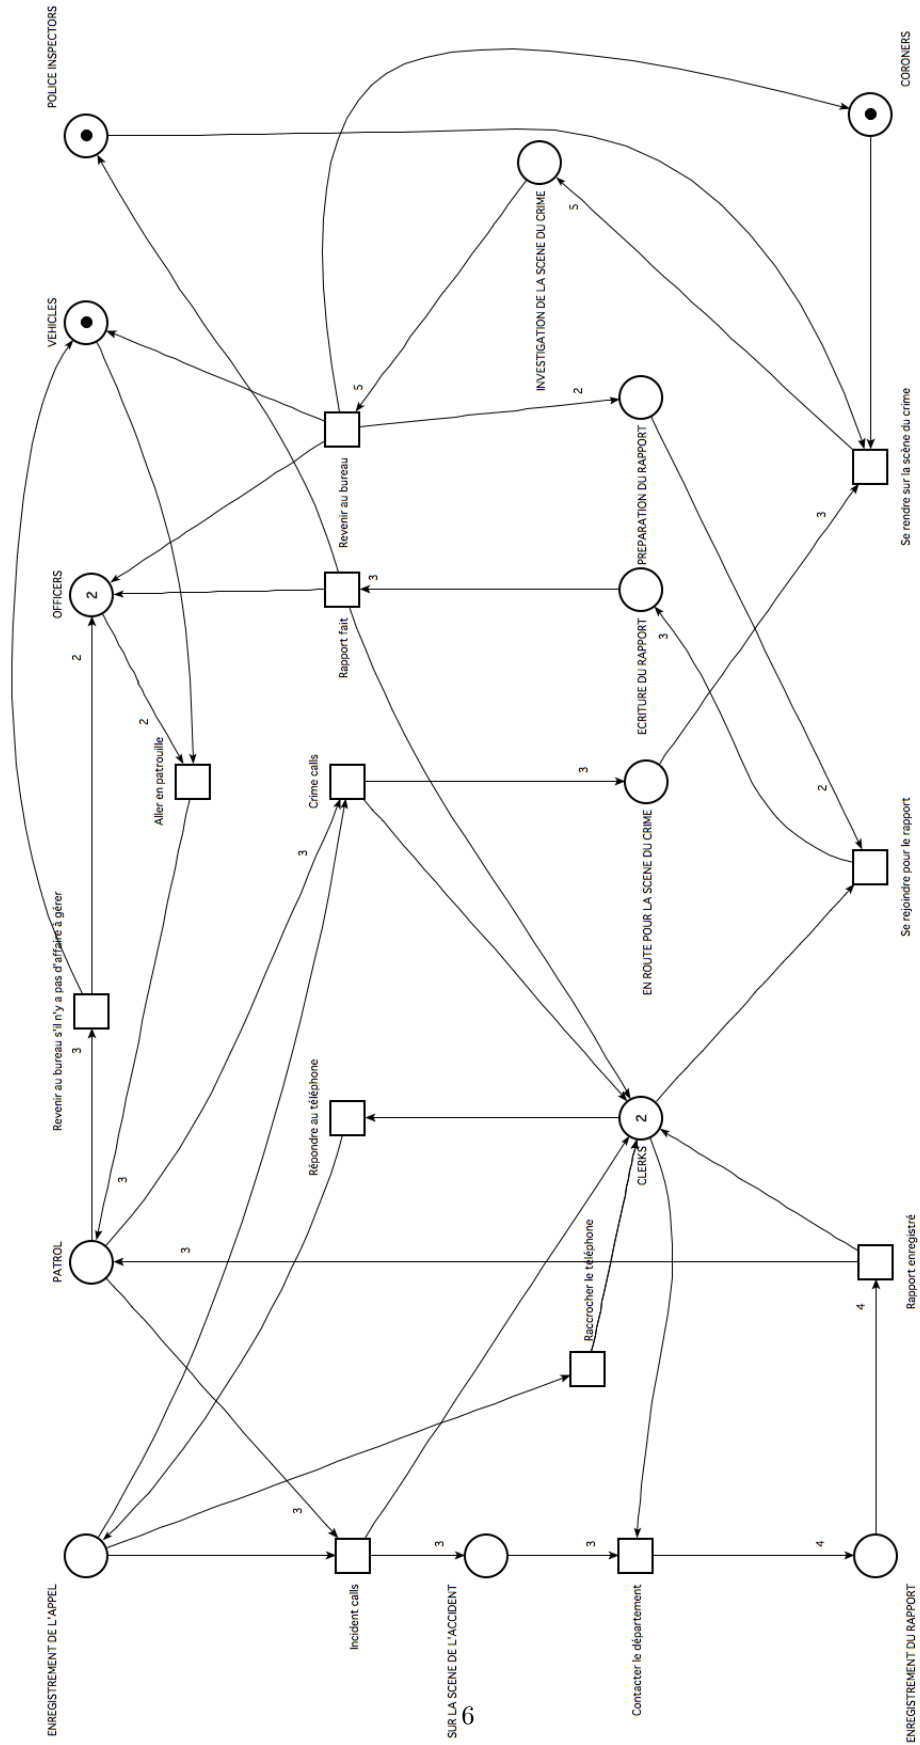 ENREGISTREMENT DE L'APPEL
PATROL
Revenir au bureau s'il n'y a pas d'affaire à gérer
OFFICERS
VEHICLES
POLICE INSPECTORS
3
2
2
3
2
Aller en patrouille
3
3
3
Répondre au téléphone
Crime calls
Incident calls
Rapport fait
Revenir au bureau
5
3
3
SUR LA SCENE DE L'ACCIDENT
INVESTIGATION DE LA SCENE DU CRIME
5
2
3
3
Raccrocher le téléphone
Contacter le département
CLERKS
2
EN ROUTE POUR LA SCENE DU CRIME
ECRITURE DU RAPPORT
PREPARATION DU RAPPORT
3
4
2
3
4
ENREGISTREMENT DU RAPPORT
Rapport enregistré
Se rejoindre pour le rapport
Se rendre sur la scène du crime
CORONERS
6